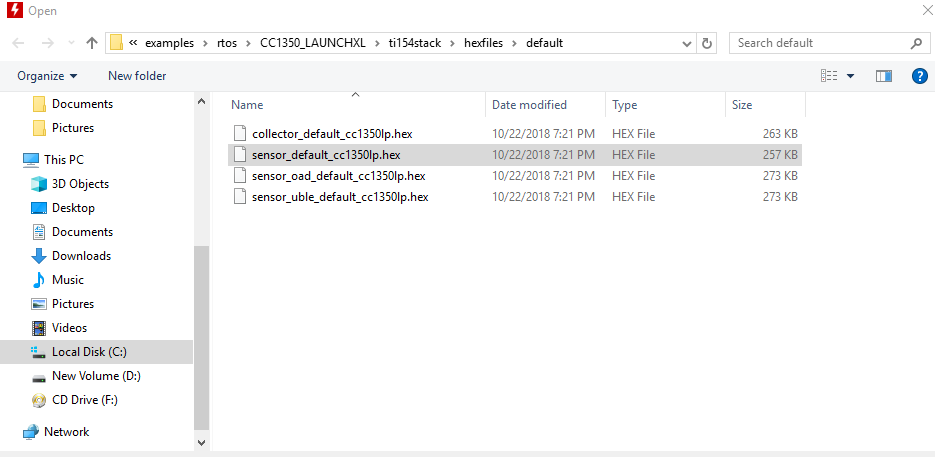 Open
« examples › rtos › CC1350_LAUNCHXL › ti154stack › hexfiles › default
Search default
Organize New folder
?
Documents
Pictures
This PC
3D Objects
Desktop
Documents
Downloads
Music
Pictures
Videos
Local Disk (C:)
New Volume (D:)
CD Drive (F:)
Network
Name Date modified Type Size
collector_default_cc1350lp.hex 10/22/2018 7:21 PM HEX File 263 KB
sensor_default_cc1350lp.hex 10/22/2018 7:21 PM HEX File 257 KB
sensor_oad_default_cc1350lp.hex 10/22/2018 7:21 PM HEX File 273 KB
sensor_uble_default_cc1350lp.hex 10/22/2018 7:21 PM HEX File 273 KB